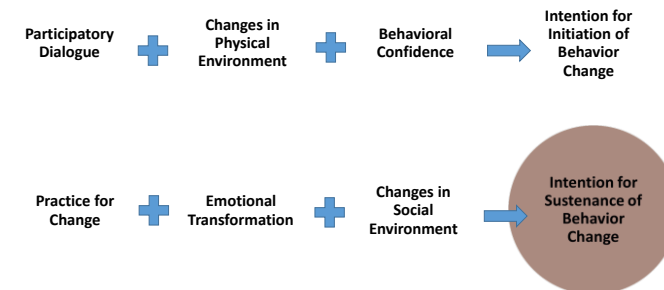 Participatory
Dialogue
Changes in
Physical
Environment
Behavioral
Confidence
Intention for
Initiation of
Behavior
Change
Practice for
Change
Emotional
Transformation
Changes in
Social
Environment
Intention for
Sustenance of
Behavior
Change